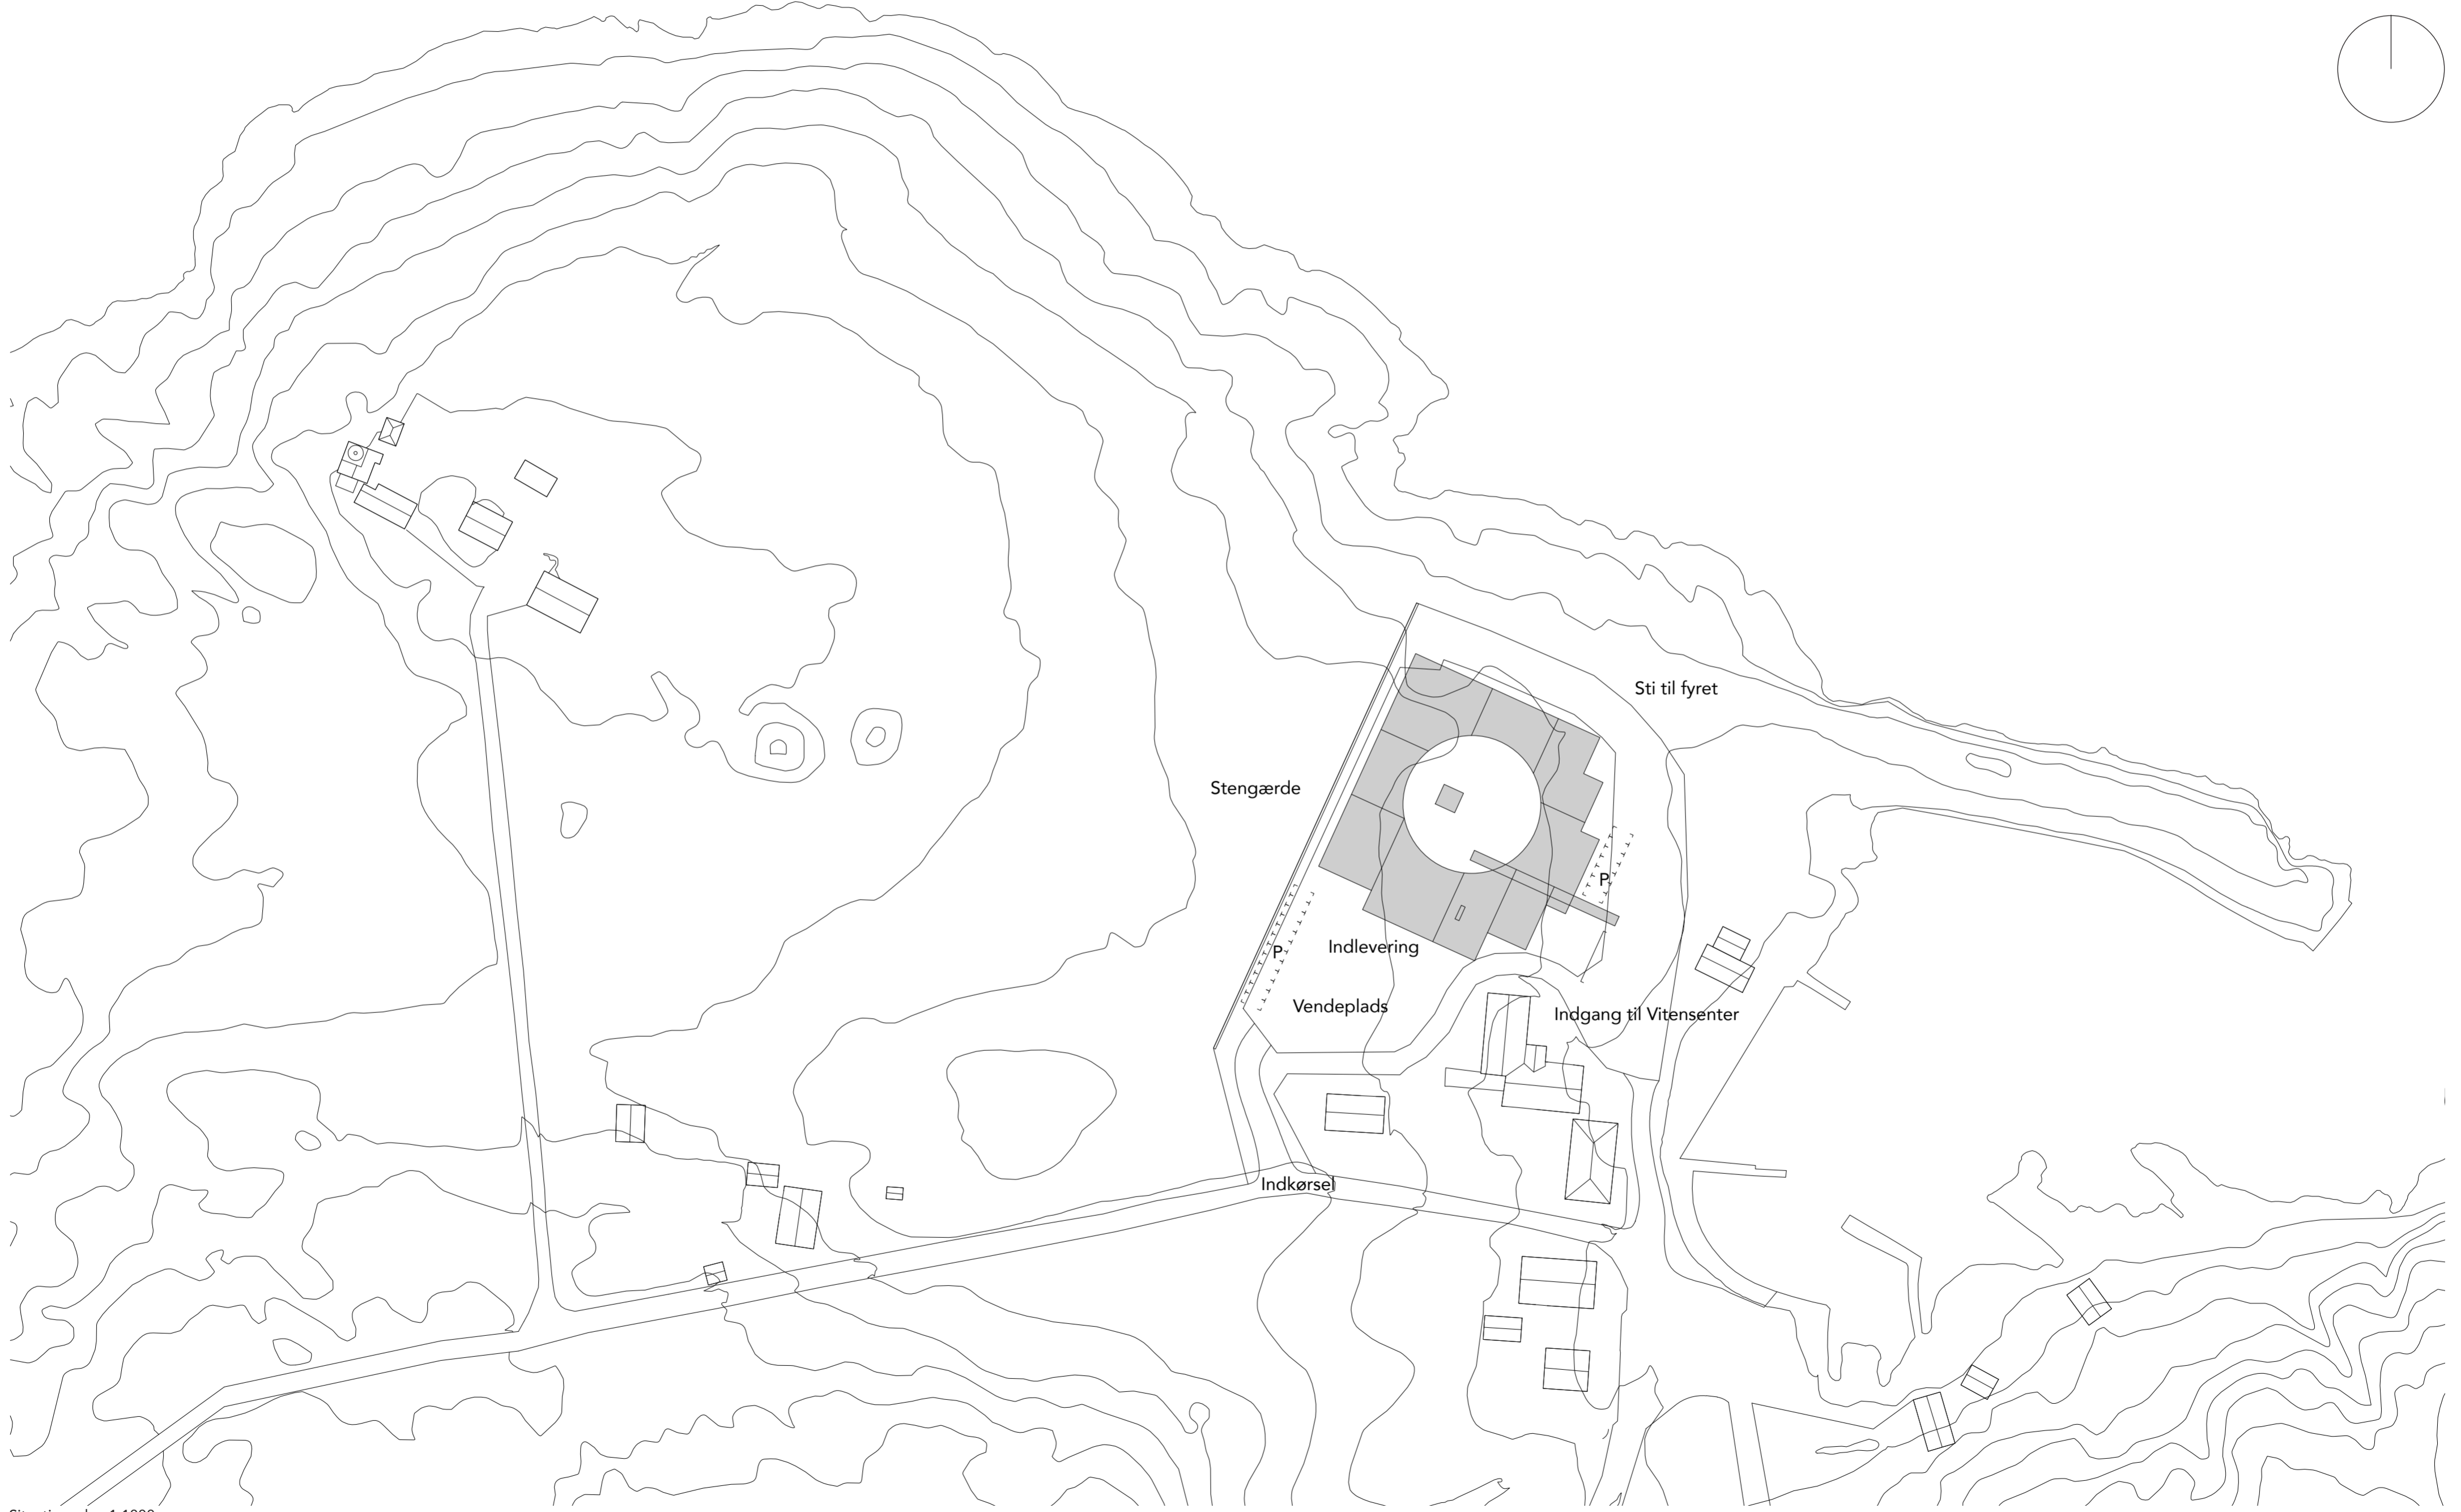 Sti til fyret
Stengærde
P
Indlevering
P
Vendeplads
Indgang til Vitensenter
Indkørsel